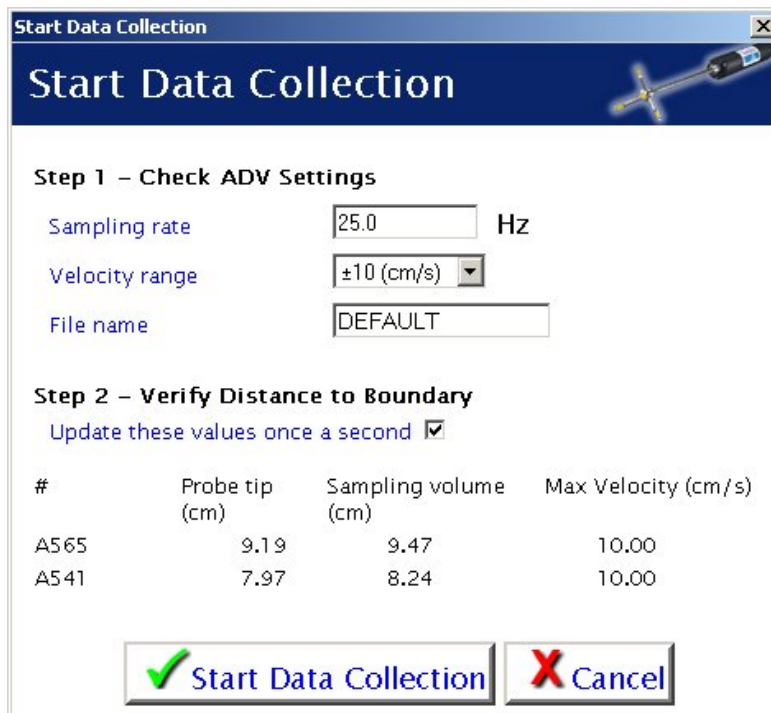 Start Data Collection
Start Data Collection
Step 1 – Check ADV Settings
Sampling rate 25.0 Hz
Velocity range ±10 (cm/s)
File name DEFAULT
Step 2 – Verify Distance to Boundary
Update these values once a second
# Probe tip (cm) Sampling volume (cm) Max Velocity (cm/s)
A565 9.19 9.47 10.00
A541 7.97 8.24 10.00
Start Data Collection Cancel